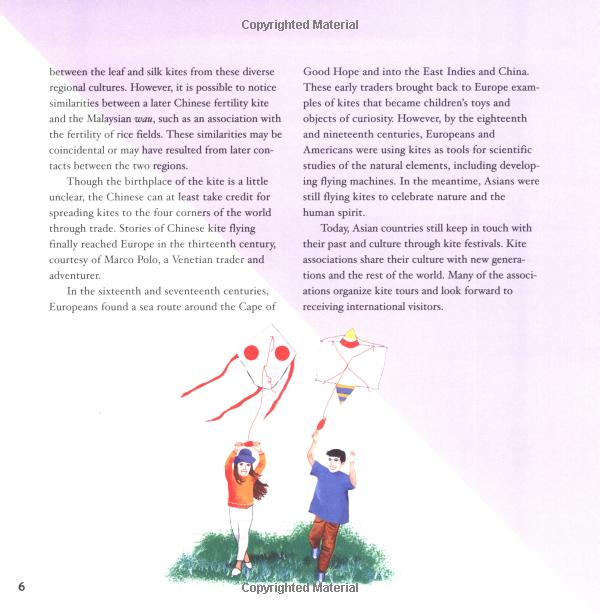 Copyrighted Material
between the leaf and silk kites from these diverse
regional cultures. However, it is possible to notice
similarities between a later Chinese fertility kite
and the Malaysian wau, such as an association with
the fertility of rice fields. These similarities may be
coincidental or may have resulted from later con-
tacts between the two regions.
Though the birthplace of the kite is a little
unclear, the Chinese can at least take credit for
spreading kites to the four corners of the world
through trade. Stories of Chinese kite flying
finally reached Europe in the thirteenth century,
courtesy of Marco Polo, a Venetian trader and
adventurer.
In the sixteenth and seventeenth centuries,
Europeans found a sea route around the Cape of
Good Hope and into the East Indies and China.
These early traders brought back to Europe exam-
ples of kites that became children's toys and
objects of curiosity. However, by the eighteenth
and nineteenth centuries, Europeans and
Americans were using kites as tools for scientific
studies of the natural elements, including develop-
ing flying machines. In the meantime, Asians were
still flying kites to celebrate nature and the
human spirit.
Today, Asian countries still keep in touch with
their past and culture through kite festivals. Kite
associations share their culture with new genera-
tions and the rest of the world. Many of the associ-
ations organize kite tours and look forward to
receiving international visitors.
6
Copyrighted Material